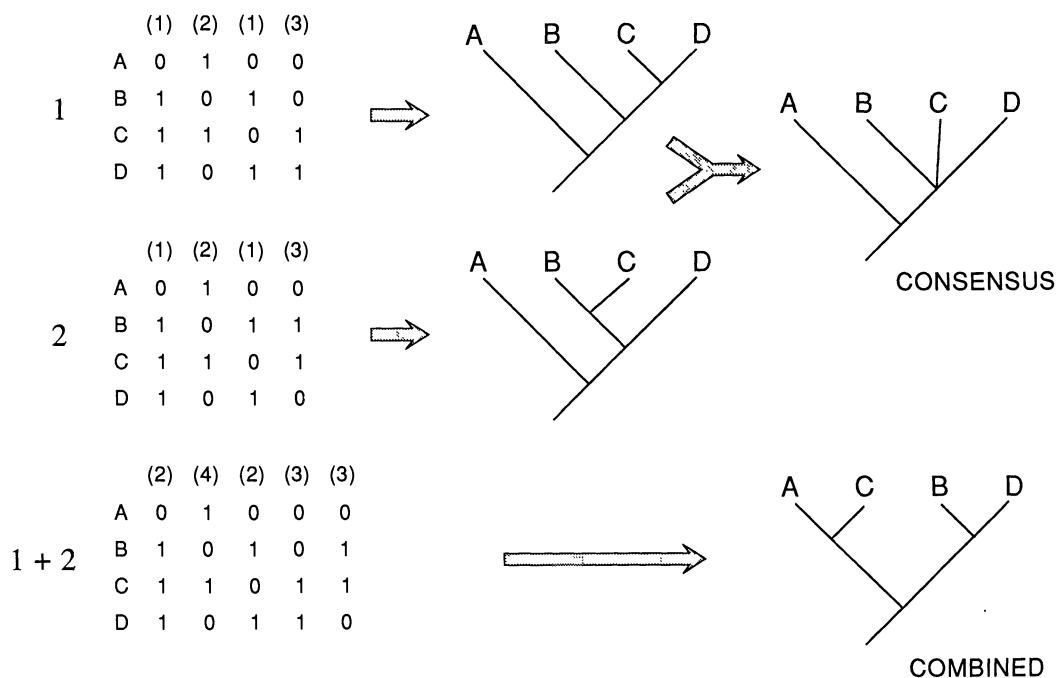 (1) (2) (1) (3)
A 0 1 0 0
B 1 0 1 0
C 1 1 0 1
D 1 0 1 1
1
A B C D
A B C D
CONSENSUS
(1) (2) (1) (3)
A 0 1 0 0
B 1 0 1 1
C 1 1 0 1
D 1 0 1 0
2
A B C D
(2) (4) (2) (3) (3)
A 0 1 0 0 0
B 1 0 1 0 1
C 1 1 0 1 1
D 1 0 1 1 0
1 + 2
A C B D
COMBINED